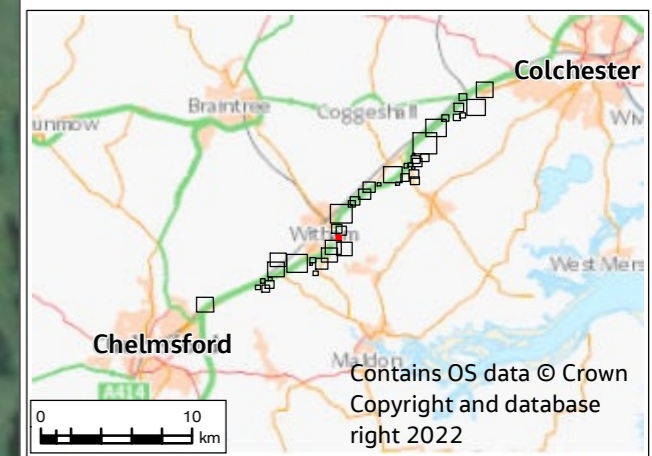 Colchester
Braintree
Coggeshall
unmow
Wi
Witham
West Mers
Chelmsford
Maldon
A414
Contains OS data © Crown
Copyright and database
right 2022
0 10
km